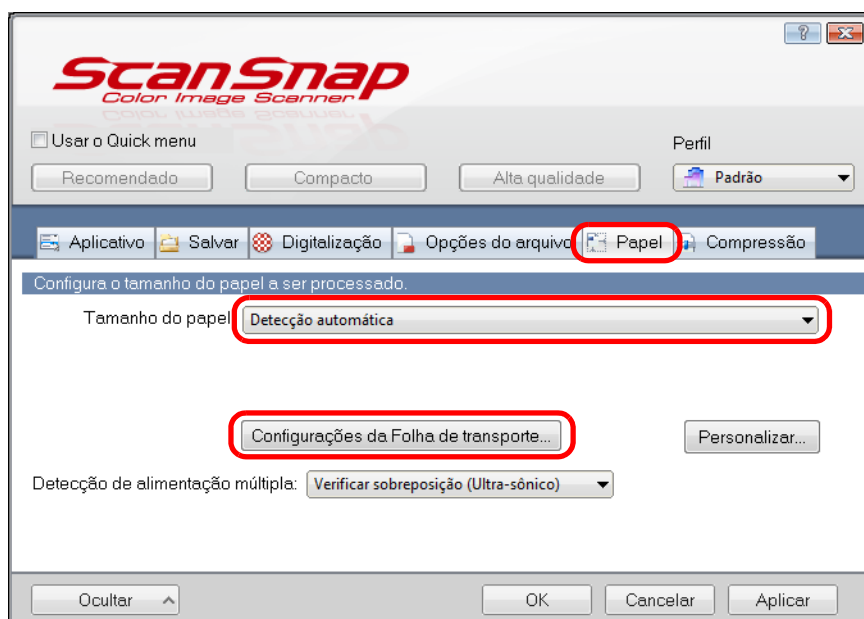 ScanSnap
Color Image Scanner
Usar o Quick menu
Perfil
Recomendado Compacto Alta qualidade Padrão
Aplicativo Salvar Digitalização Opções do arquivo Papel Compressão
Configura o tamanho do papel a ser processado.
Tamanho do papel Detecção automática
Configurações da Folha de transporte... Personalizar...
Detecção de alimentação múltipla: Verificar sobreposição (Ultra-sônico)
Ocultar OK Cancelar Aplicar